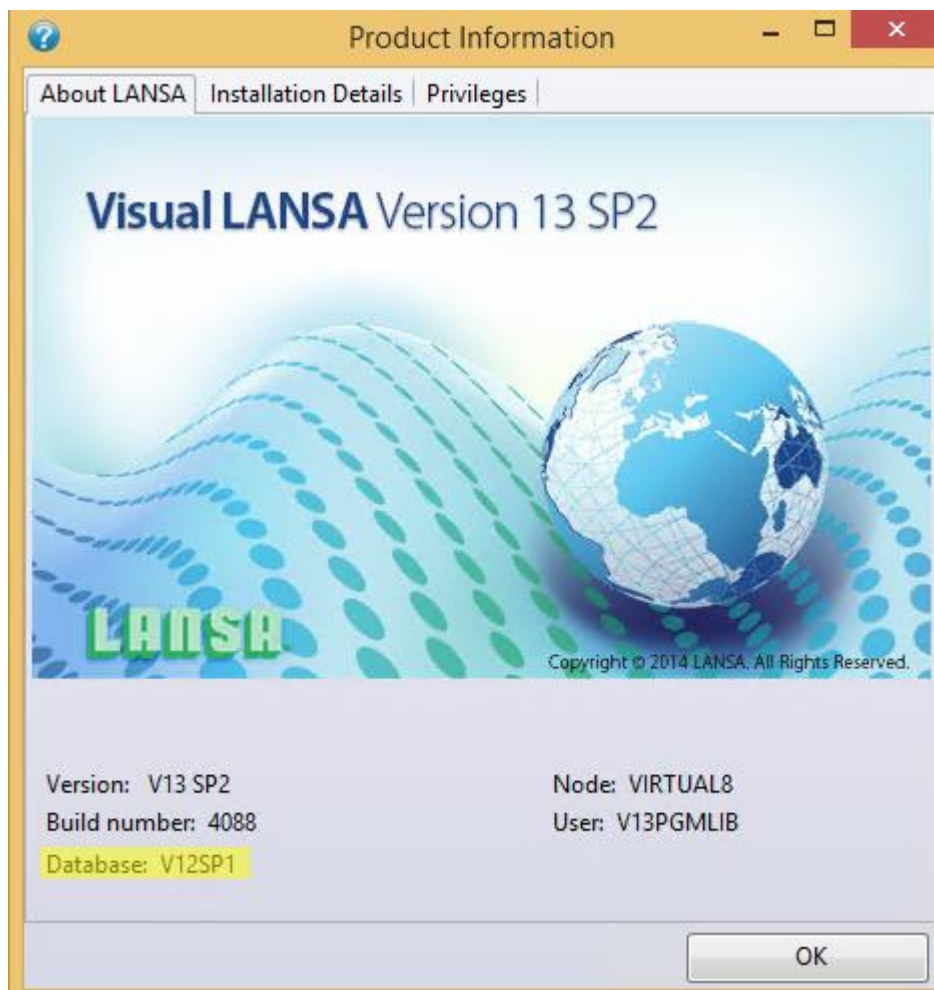 Product Information
About LANSA Installation Details Privileges
Visual LANSA Version 13 SP2
LANSA
Copyright © 2014 LANSA. All Rights Reserved.
Version: V13 SP2
Node: VIRTUAL8
Build number: 4088
User: V13PGMLIB
Database: V12SP1
OK